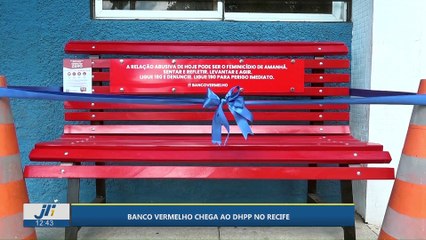 A RELAÇÃO ABUSIVA DE HOJE PODE SER O FEMINICÍDIO DE AMANHÃ.
SENTAR E REFLETIR. LEVANTAR E AGIR.
LIGUE 180 E DENUNCIE. LIGUE 190 PARA PERIGO IMEDIATO.
BANCOVERMELHO
12:43
BANCO VERMELHO CHEGA AO DHPP NO RECIFE